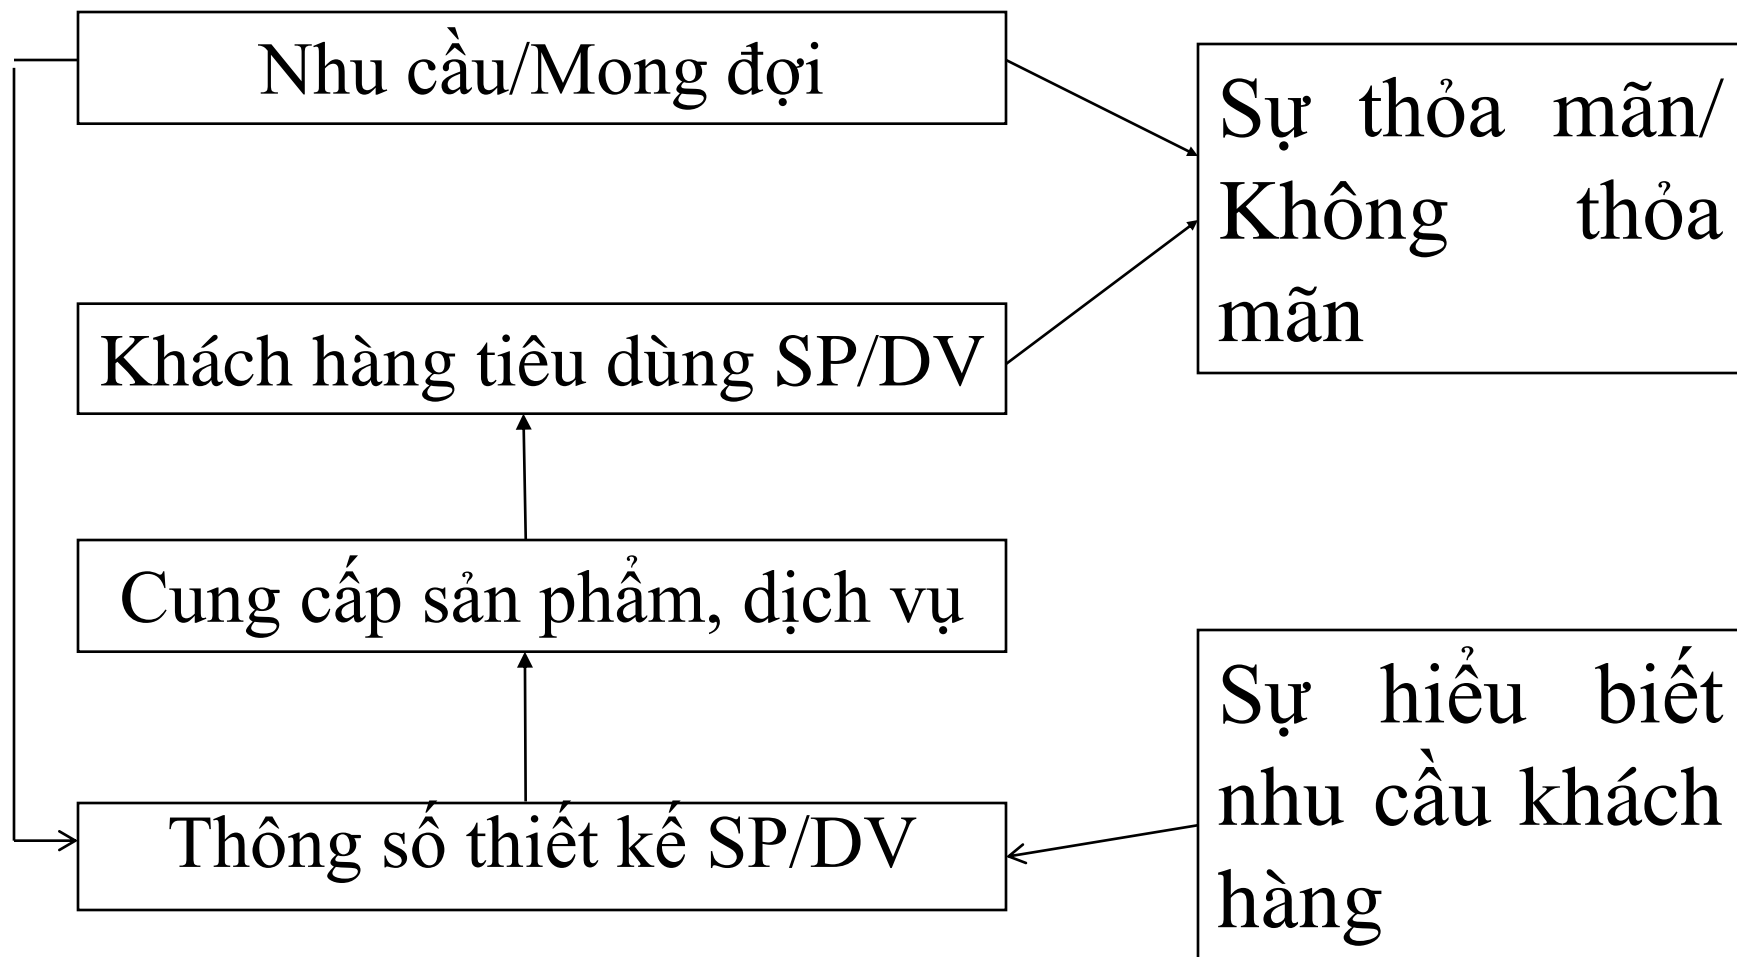 Nhu cầu/Mong đợi
Sự thỏa mãn/
Không thỏa
mãn
Khách hàng tiêu dùng SP/DV
Cung cấp sản phẩm, dịch vụ
Sự hiểu biết
nhu cầu khách
hàng
Thông số thiết kế SP/DV